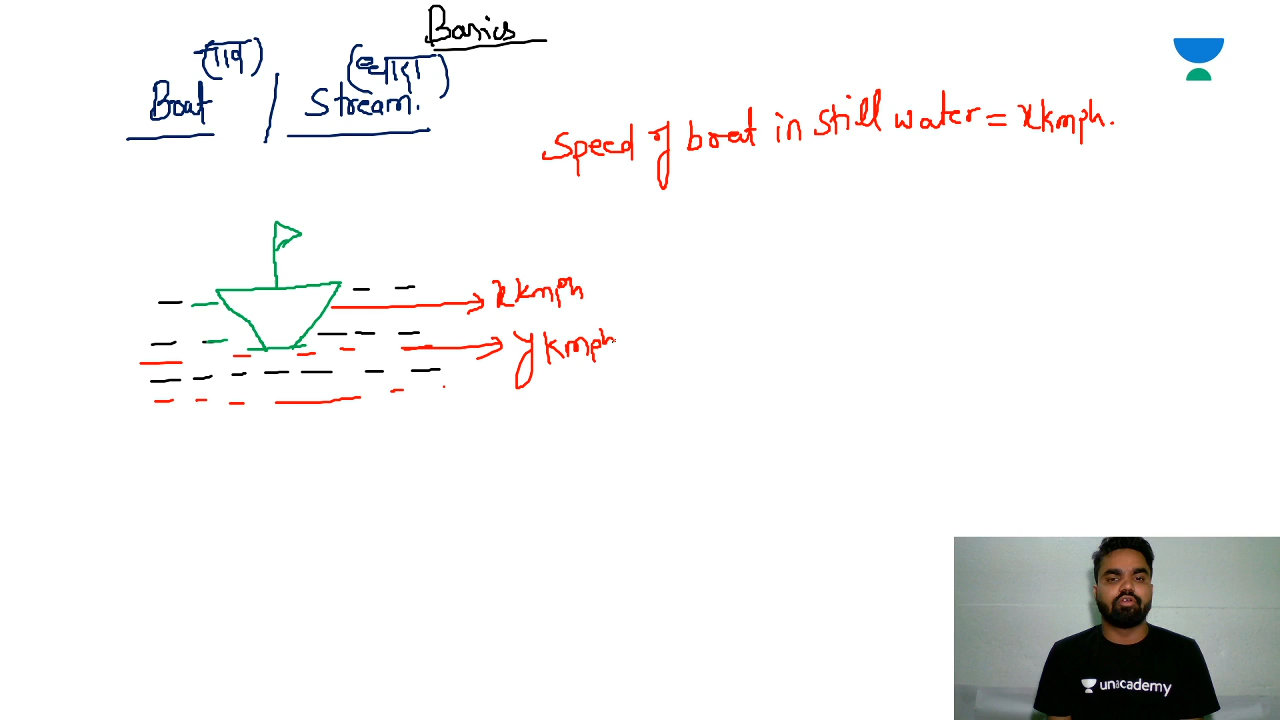 Basics
(नाव) (धारा)
Boat / Stream.
Speed of boat in still water = x kmph.
x kmph
y kmph
unacademy